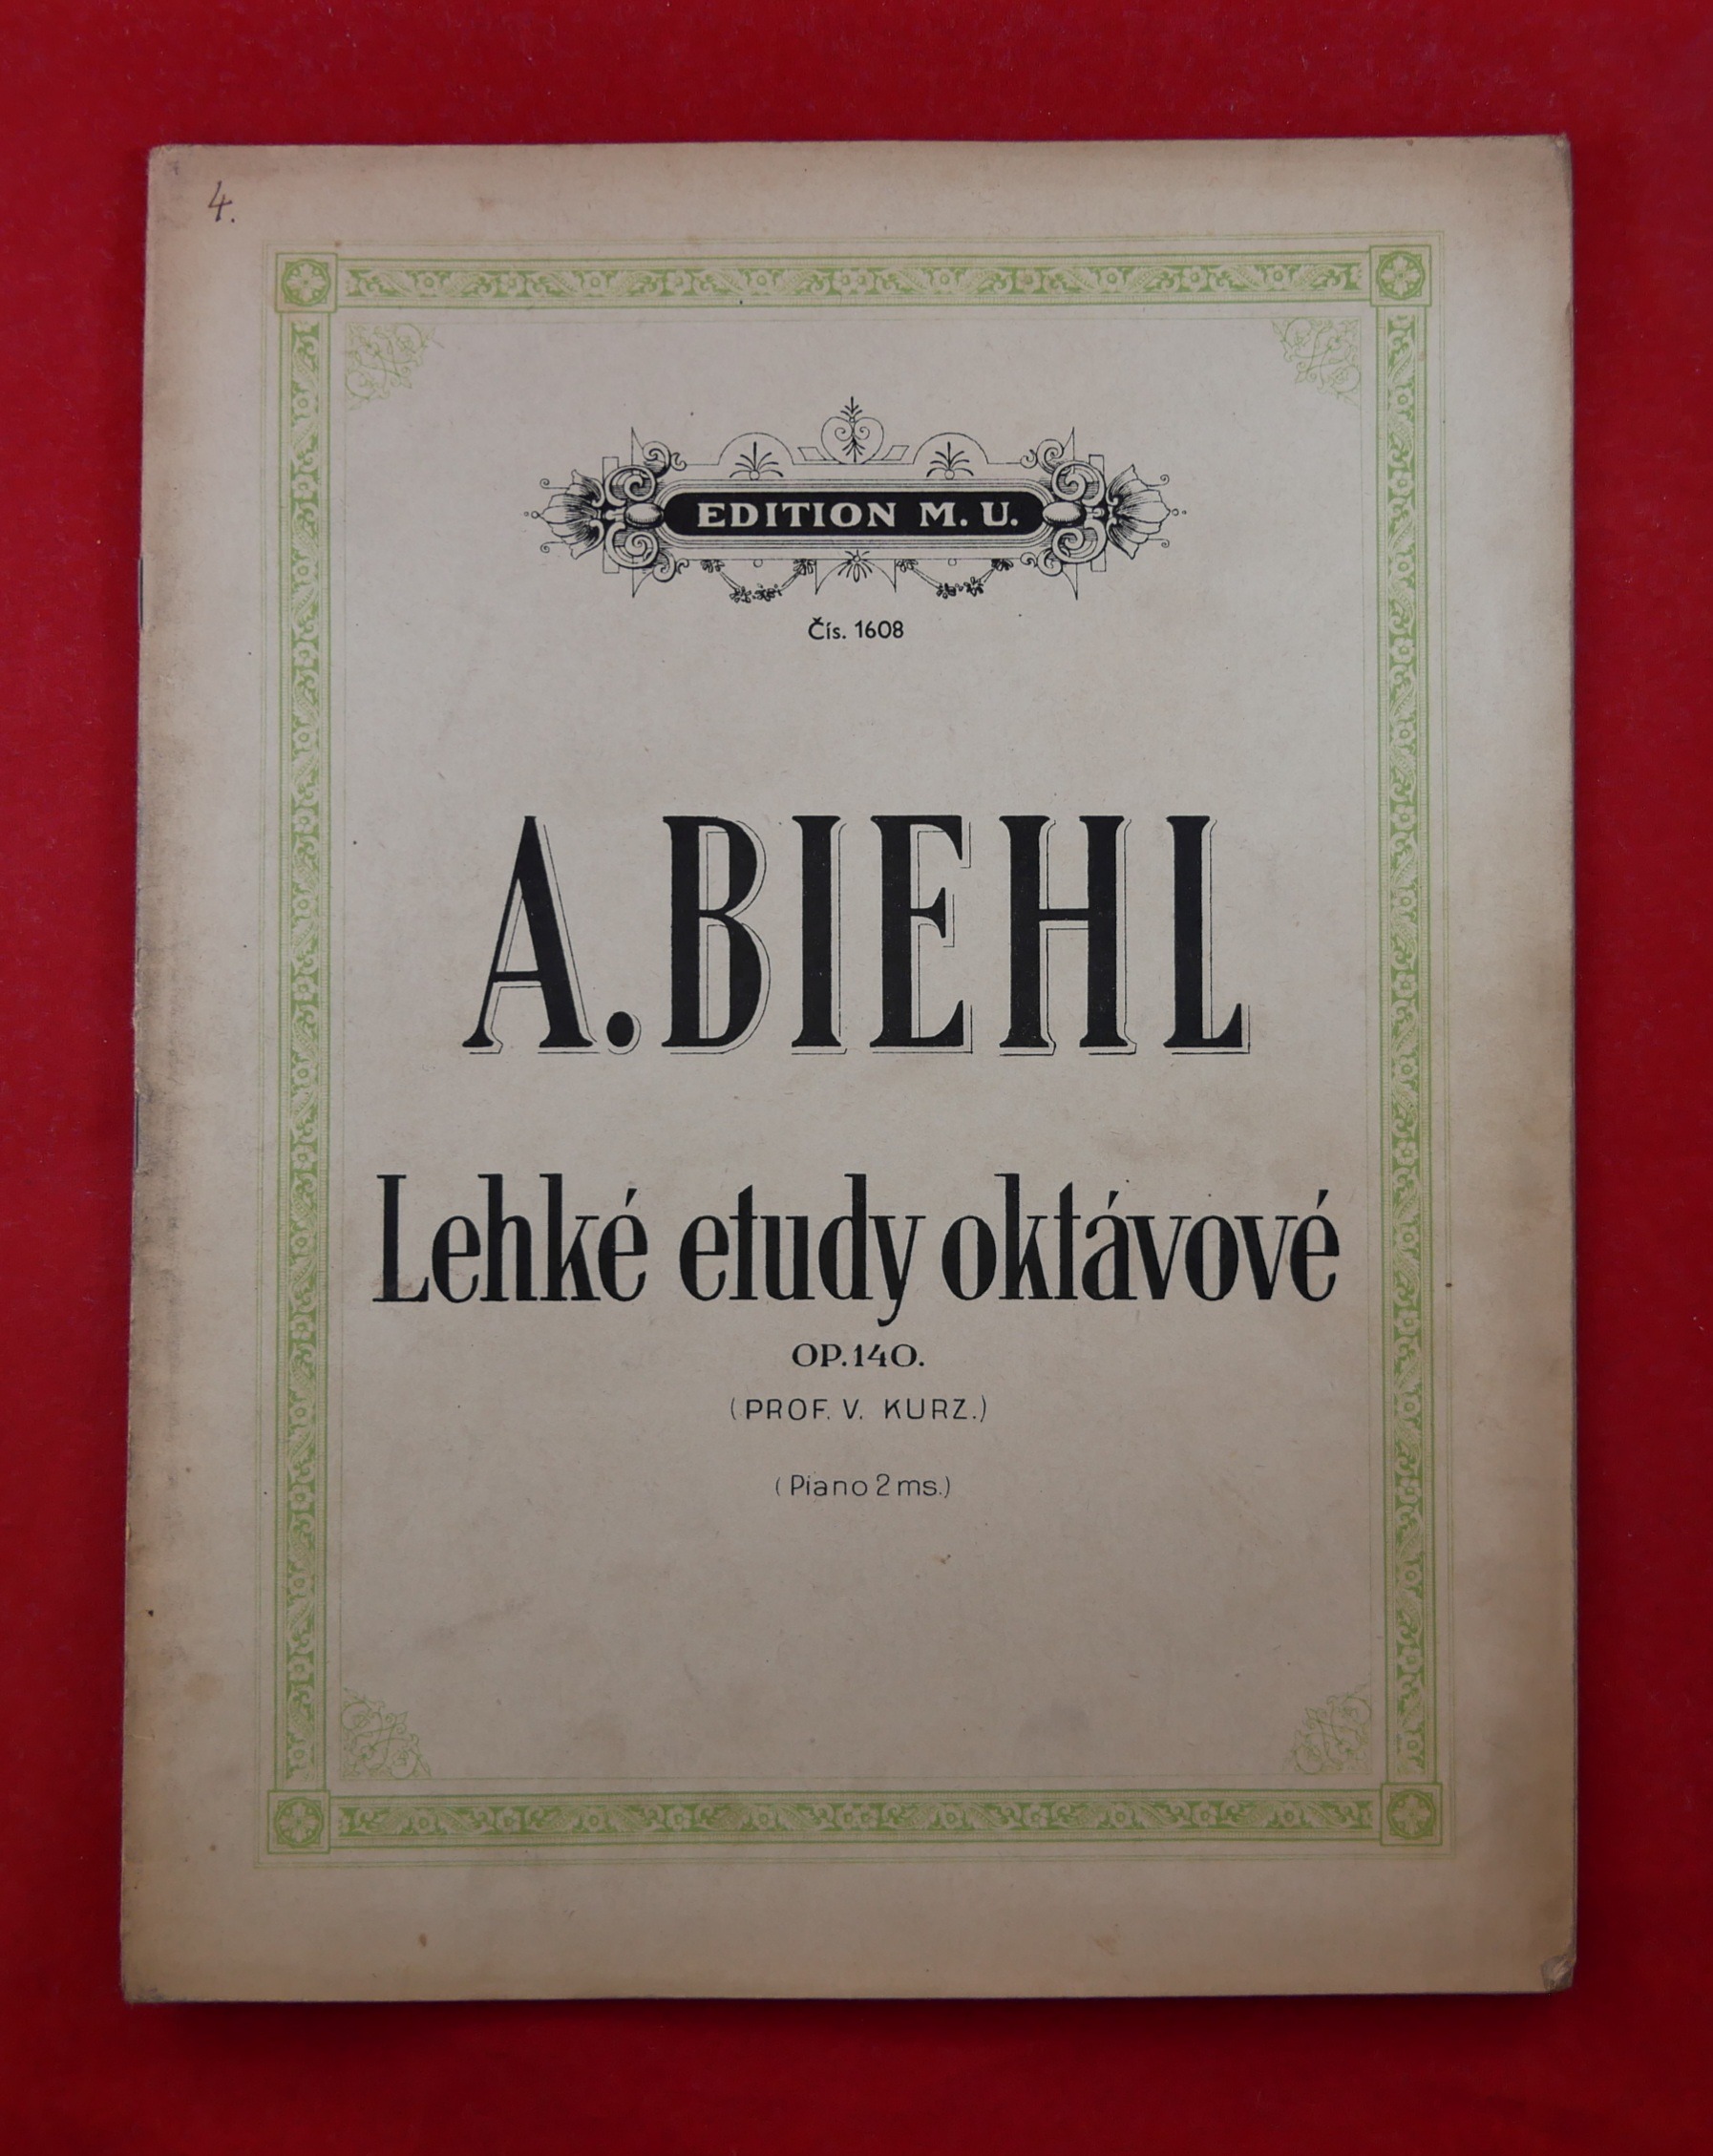 4.
EDITION M. U.
Čís. 1608
A. BIEHL
Lehké etudy oktávové
OP. 140.
(PROF. V. KURZ.)
(Piano 2 ms.)